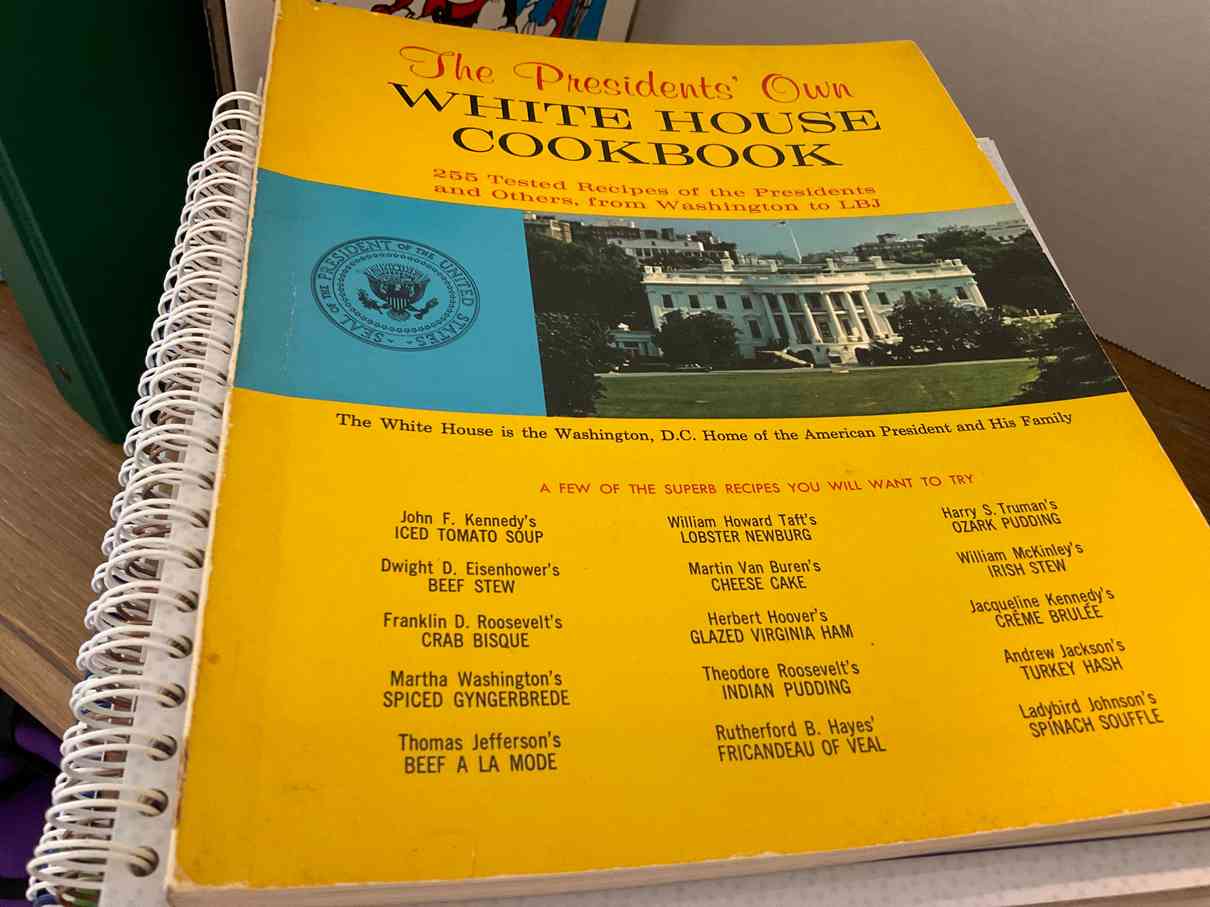 The Presidents' Own
WHITE HOUSE
COOKBOOK
255 Tested Recipes of the Presidents
and Others, from Washington to LBJ
SEAL OF THE PRESIDENT OF THE UNITED STATES
The White House is the Washington, D.C. Home of the American President and His Family
A FEW OF THE SUPERB RECIPES YOU WILL WANT TO TRY
John F. Kennedy's
ICED TOMATO SOUP
Dwight D. Eisenhower's
BEEF STEW
Franklin D. Roosevelt's
CRAB BISQUE
Martha Washington's
SPICED GYNGERBREDE
Thomas Jefferson's
BEEF A LA MODE
William Howard Taft's
LOBSTER NEWBURG
Martin Van Buren's
CHEESE CAKE
Herbert Hoover's
GLAZED VIRGINIA HAM
Theodore Roosevelt's
INDIAN PUDDING
Rutherford B. Hayes'
FRICANDEAU OF VEAL
Harry S. Truman's
OZARK PUDDING
William McKinley's
IRISH STEW
Jacqueline Kennedy's
CRÊME BRULÉE
Andrew Jackson's
TURKEY HASH
Ladybird Johnson's
SPINACH SOUFFLE